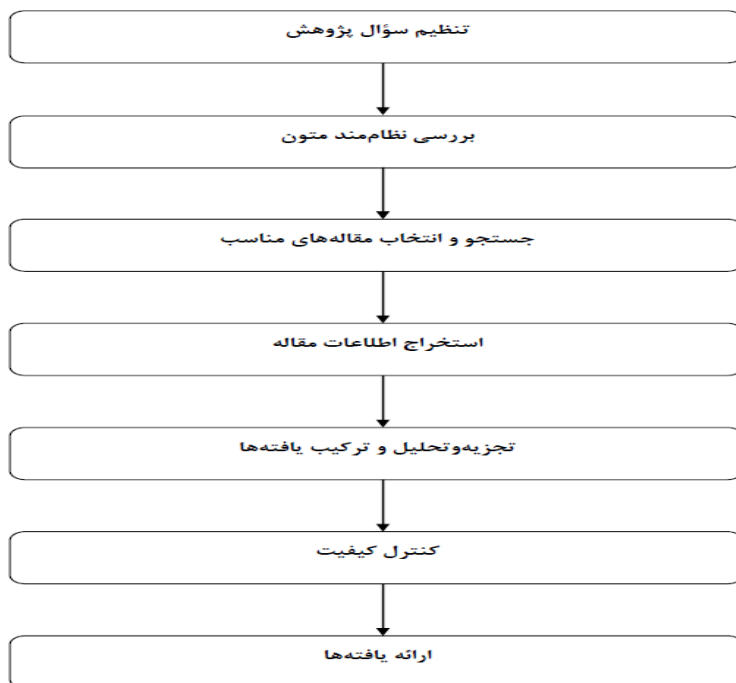 تنظیم سؤال پژوهش
بررسی نظام‌مند متون
جستجو و انتخاب مقاله‌های مناسب
استخراج اطلاعات مقاله
تجزیه‌وتحلیل و ترکیب یافته‌ها
کنترل کیفیت
ارائه یافته‌ها